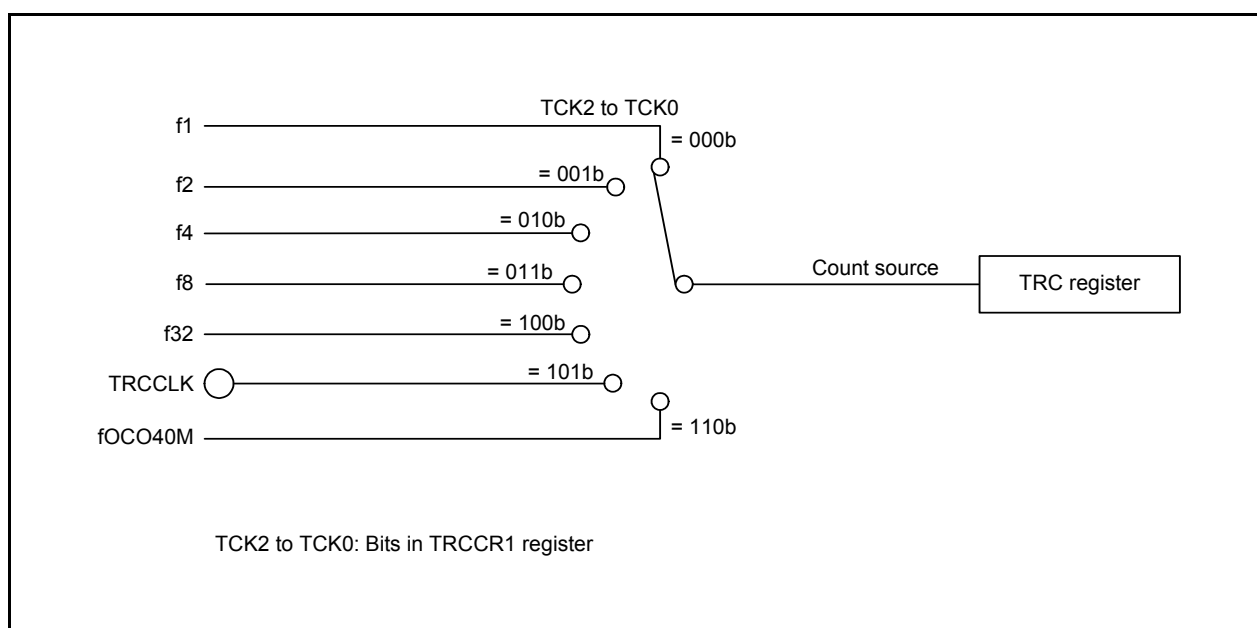 TCK2 to TCK0
f1
= 000b
f2
= 001b
f4
= 010b
f8
= 011b
Count source
TRC register
f32
= 100b
TRCCLK
= 101b
fOCO40M
= 110b
TCK2 to TCK0: Bits in TRCCR1 register